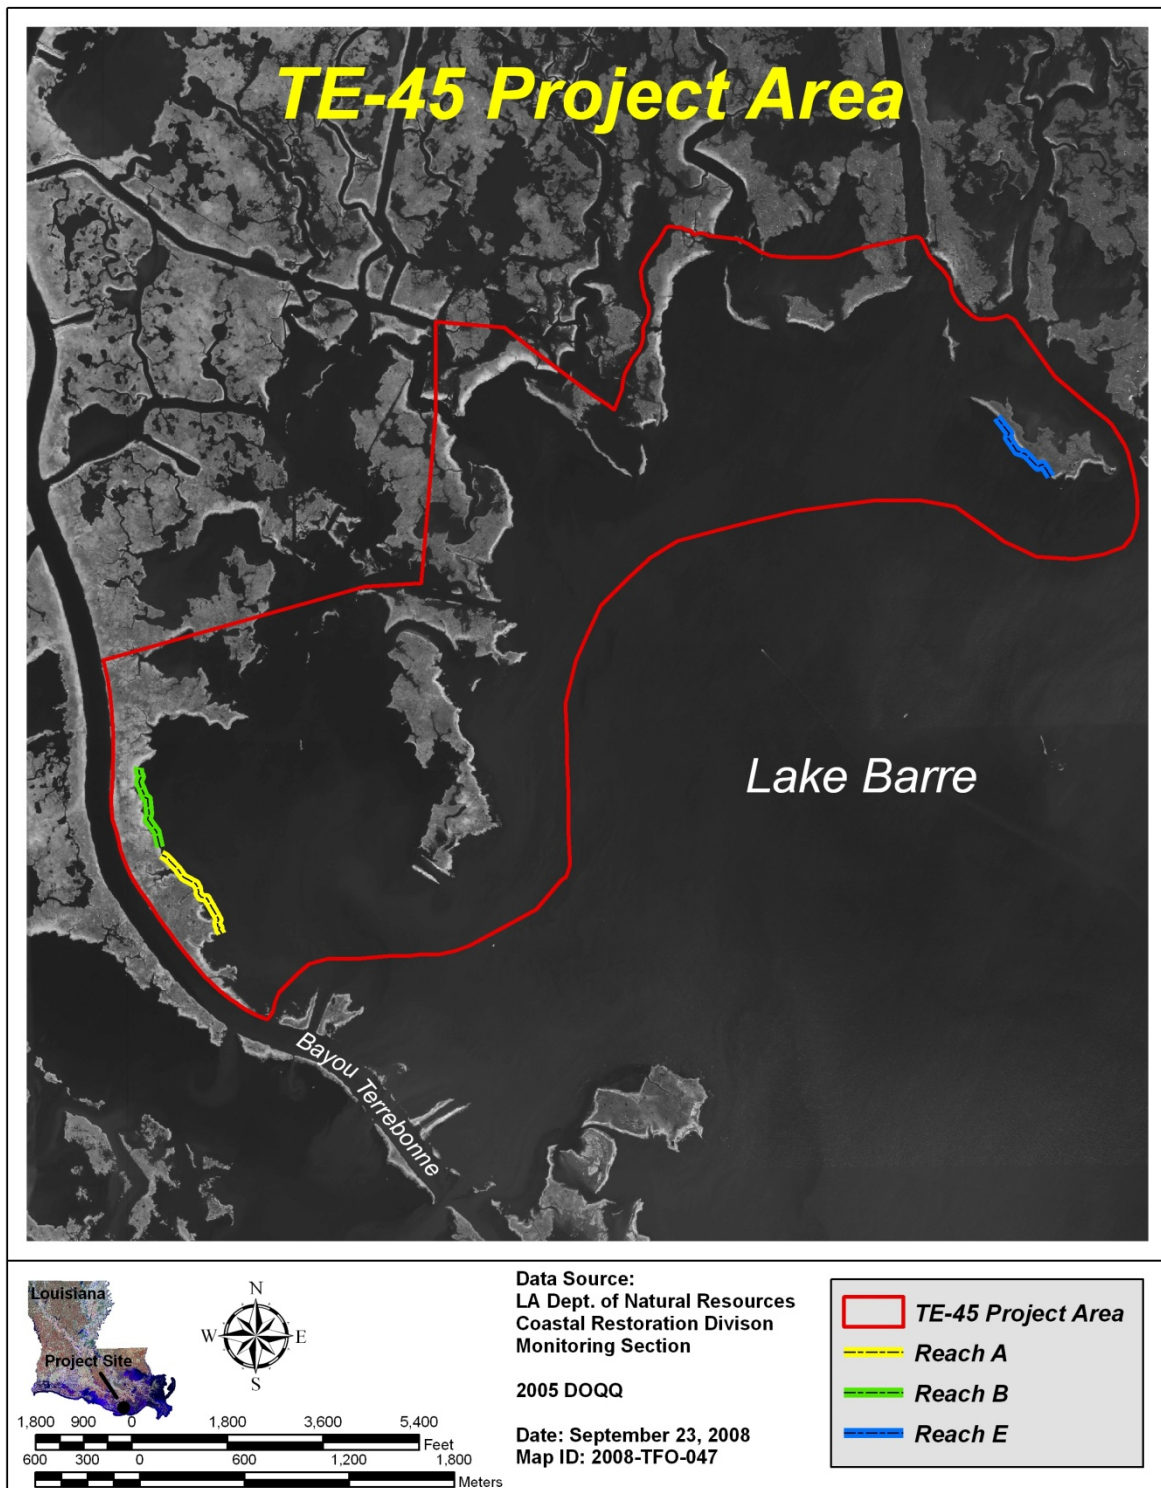 TE-45 Project Area
Lake Barre
Bayou Terrebonne
Louisiana
Project Site
N
W E
S
1,800 900 0 1,800 3,600 5,400
Feet
600 300 0 600 1,200 1,800
Meters
Data Source:
LA Dept. of Natural Resources
Coastal Restoration Divison
Monitoring Section
2005 DOQQ
Date: September 23, 2008
Map ID: 2008-TFO-047
TE-45 Project Area
Reach A
Reach B
Reach E